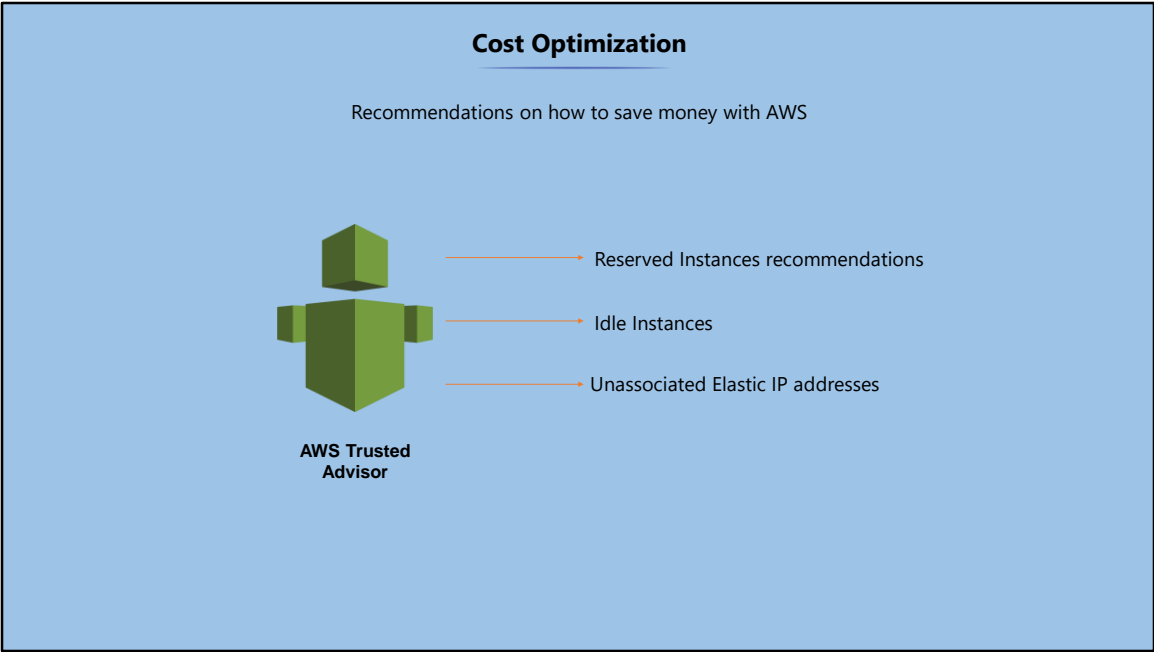 Cost Optimization
Recommendations on how to save money with AWS
Reserved Instances recommendations
Idle Instances
Unassociated Elastic IP addresses
AWS Trusted
Advisor